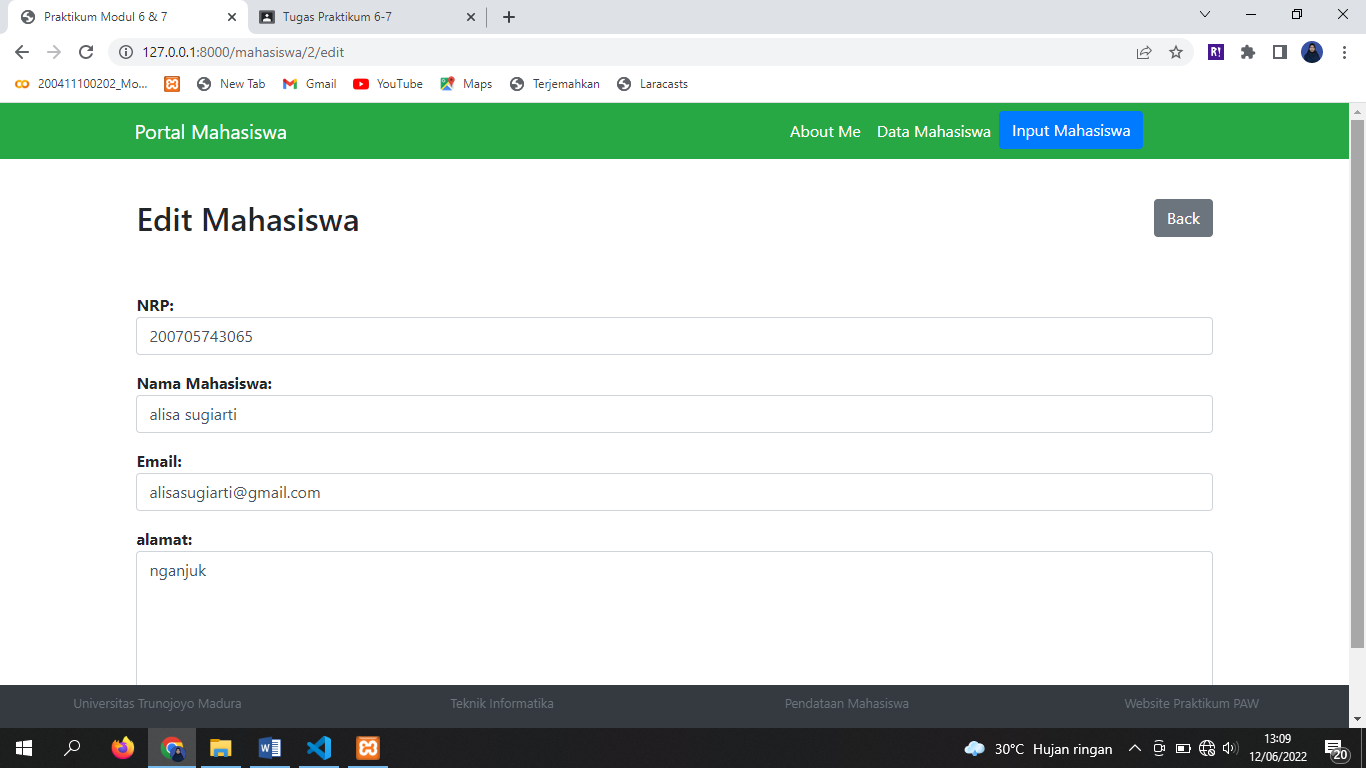 Praktikum Modul 6 & 7
Tugas Praktikum 6-7
127.0.0.1:8000/mahasiswa/2/edit
R!
200411100202_Mo...
New Tab
Gmail
YouTube
Maps
Terjemahkan
Laracasts
Portal Mahasiswa
About Me
Data Mahasiswa
Input Mahasiswa
Edit Mahasiswa
Back
NRP:
200705743065
Nama Mahasiswa:
alisa sugiarti
Email:
alisasugiarti@gmail.com
alamat:
nganjuk
Universitas Trunojoyo Madura
Teknik Informatika
Pendataan Mahasiswa
Website Praktikum PAW
30°C Hujan ringan
13:09
12/06/2022
20